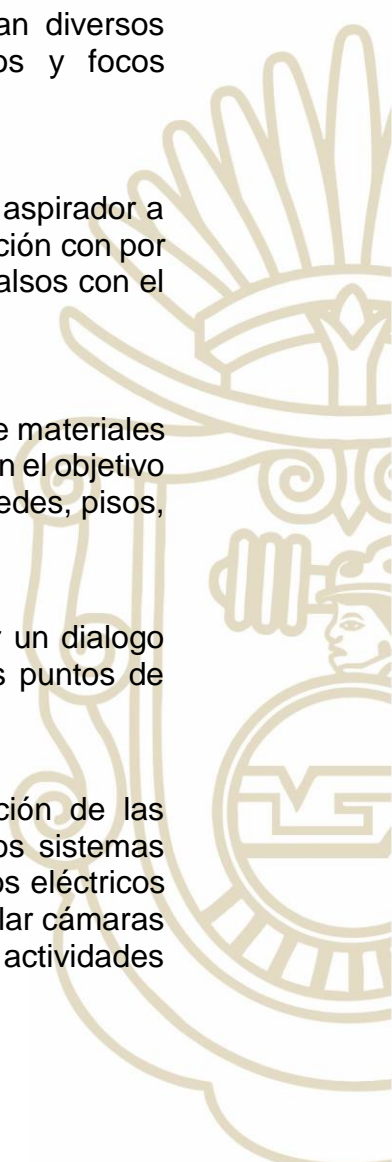 an diversos
os y focos
aspirador a
ción con por
alsos con el
e materiales
n el objetivo
edes, pisos,
un dialogo
s puntos de
ción de las
os sistemas
os eléctricos
lar cámaras
actividades